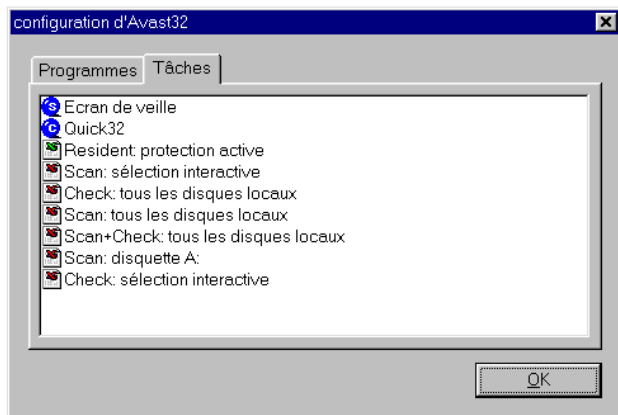 configuration d'Avast32
Programmes
Tâches
Ecran de veille
Quick32
Resident: protection active
Scan: sélection interactive
Check: tous les disques locaux
Scan: tous les disques locaux
Scan+Check: tous les disques locaux
Scan: disquette A:
Check: sélection interactive
OK